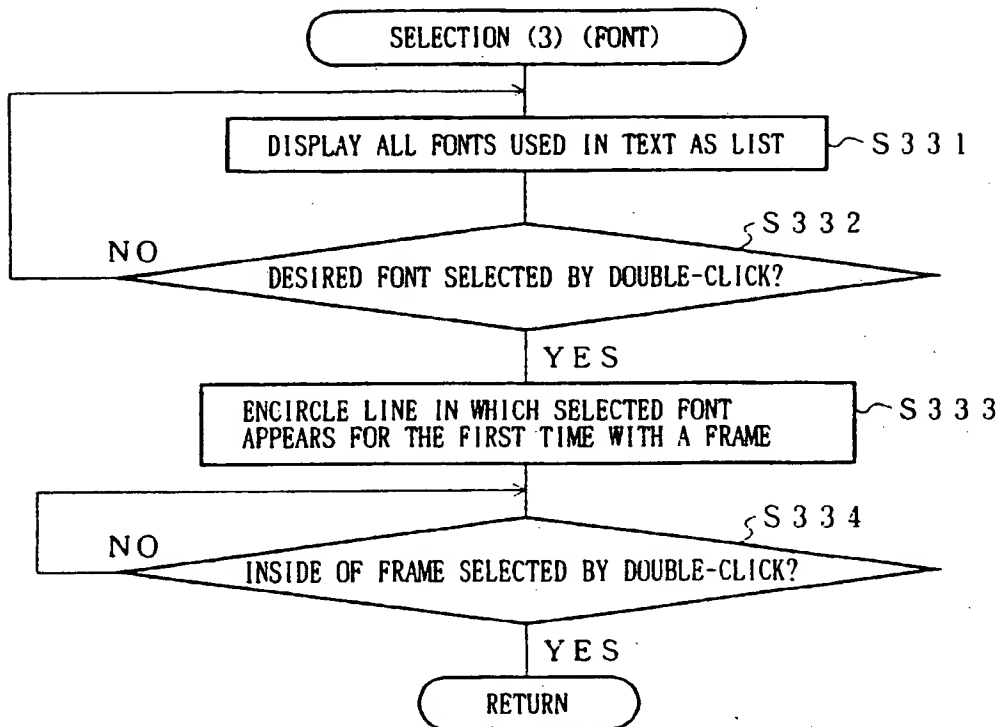 SELECTION (3) (FONT)
DISPLAY ALL FONTS USED IN TEXT AS LIST
S331
S332
NO
DESIRED FONT SELECTED BY DOUBLE-CLICK?
YES
ENCIRCLE LINE IN WHICH SELECTED FONT
APPEARS FOR THE FIRST TIME WITH A FRAME
S333
S334
NO
INSIDE OF FRAME SELECTED BY DOUBLE-CLICK?
YES
RETURN